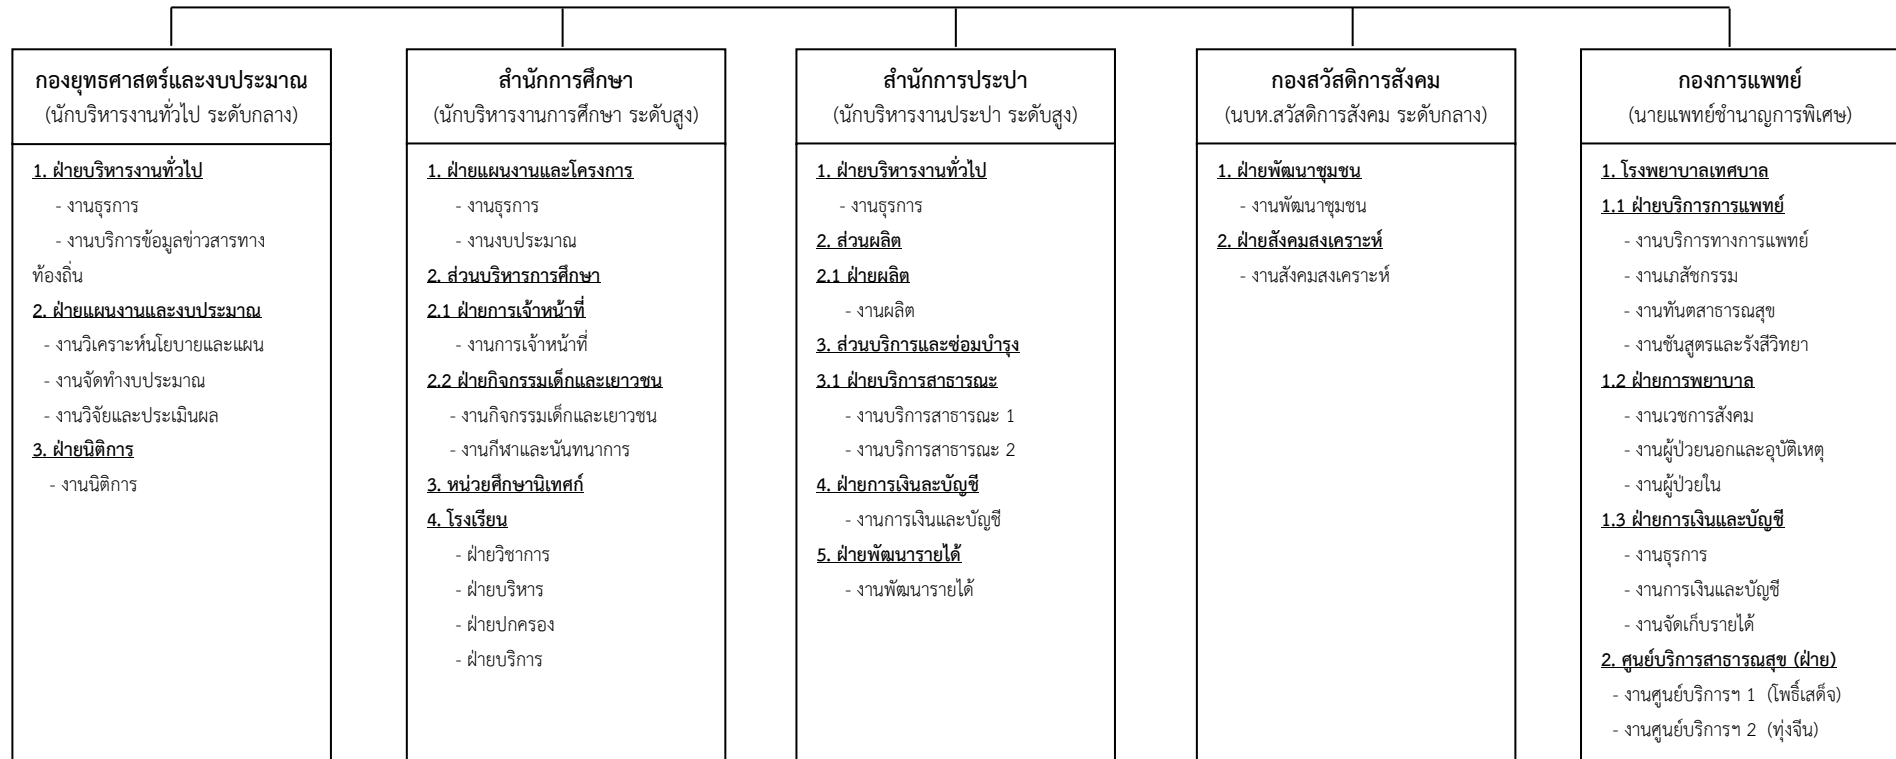 กองยุทธศาสตร์และงบประมาณ
(นักบริหารงานทั่วไป ระดับกลาง)
1. ฝ่ายบริหารงานทั่วไป
- งานธุรการ
- งานบริการข้อมูลข่าวสารทาง
ท้องถิ่น
2. ฝ่ายแผนงานและงบประมาณ
- งานวิเคราะห์นโยบายและแผน
- งานจัดทำงบประมาณ
- งานวิจัยและประเมินผล
3. ฝ่ายนิติการ
- งานนิติการ
สำนักการศึกษา
(นักบริหารงานการศึกษา ระดับสูง)
1. ฝ่ายแผนงานและโครงการ
- งานธุรการ
- งานงบประมาณ
2. ส่วนบริหารการศึกษา
2.1 ฝ่ายการเจ้าหน้าที่
- งานการเจ้าหน้าที่
2.2 ฝ่ายกิจกรรมเด็กและเยาวชน
- งานกิจกรรมเด็กและเยาวชน
- งานกีฬาและนันทนาการ
3. หน่วยศึกษานิเทศก์
4. โรงเรียน
- ฝ่ายวิชาการ
- ฝ่ายบริหาร
- ฝ่ายปกครอง
- ฝ่ายบริการ
สำนักการประปา
(นักบริหารงานประปา ระดับสูง)
1. ฝ่ายบริหารงานทั่วไป
- งานธุรการ
2. ส่วนผลิต
2.1 ฝ่ายผลิต
- งานผลิต
3. ส่วนบริการและซ่อมบำรุง
3.1 ฝ่ายบริการสาธารณะ
- งานบริการสาธารณะ 1
- งานบริการสาธารณะ 2
4. ฝ่ายการเงินละบัญชี
- งานการเงินและบัญชี
5. ฝ่ายพัฒนารายได้
- งานพัฒนารายได้
กองสวัสดิการสังคม
(นบห.สวัสดิการสังคม ระดับกลาง)
1. ฝ่ายพัฒนาชุมชน
- งานพัฒนาชุมชน
2. ฝ่ายสังคมสงเคราะห์
- งานสังคมสงเคราะห์
กองการแพทย์
(นายแพทย์ชำนาญการพิเศษ)
1. โรงพยาบาลเทศบาล
1.1 ฝ่ายบริการการแพทย์
- งานบริการทางการแพทย์
- งานเภสัชกรรม
- งานทันตสาธารณสุข
- งานชันสูตรและรังสีวิทยา
1.2 ฝ่ายการพยาบาล
- งานเวชการสังคม
- งานผู้ป่วยนอกและอุบัติเหตุ
- งานผู้ป่วยใน
1.3 ฝ่ายการเงินและบัญชี
- งานธุรการ
- งานการเงินและบัญชี
- งานจัดเก็บรายได้
2. ศูนย์บริการสาธารณสุข (ฝ่าย)
- งานศูนย์บริการฯ 1 (โพธิ์เสด็จ)
- งานศูนย์บริการฯ 2 (ทุ่งจีน)